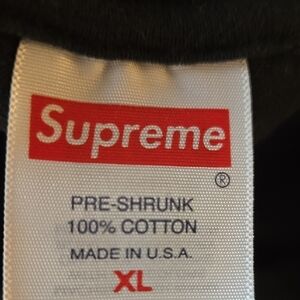 Supreme
®
PRE-SHRUNK
100% COTTON
MADE IN U.S.A.
XL